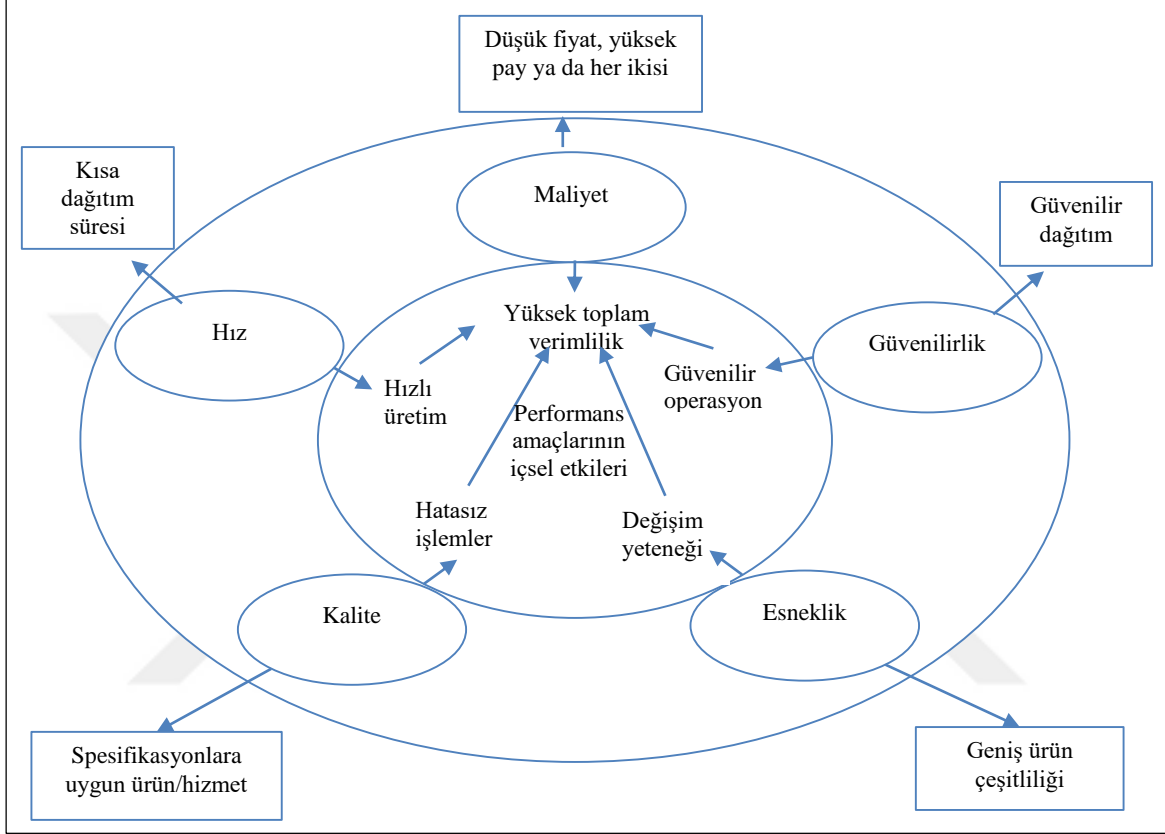 Düşük fiyat, yüksek
pay ya da her ikisi
Kısa
dağıtım
süresi
Maliyet
Güvenilir
dağıtım
Hız
Yüksek toplam
verimlilik
Güvenilirlik
Hızlı
üretim
Güvenilir
operasyon
Performans
amaçlarının
içsel etkileri
Hatasız
işlemler
Değişim
yeteneği
Kalite
Esneklik
Spesifikasyonlara
uygun ürün/hizmet
Geniş ürün
çeşitliliği